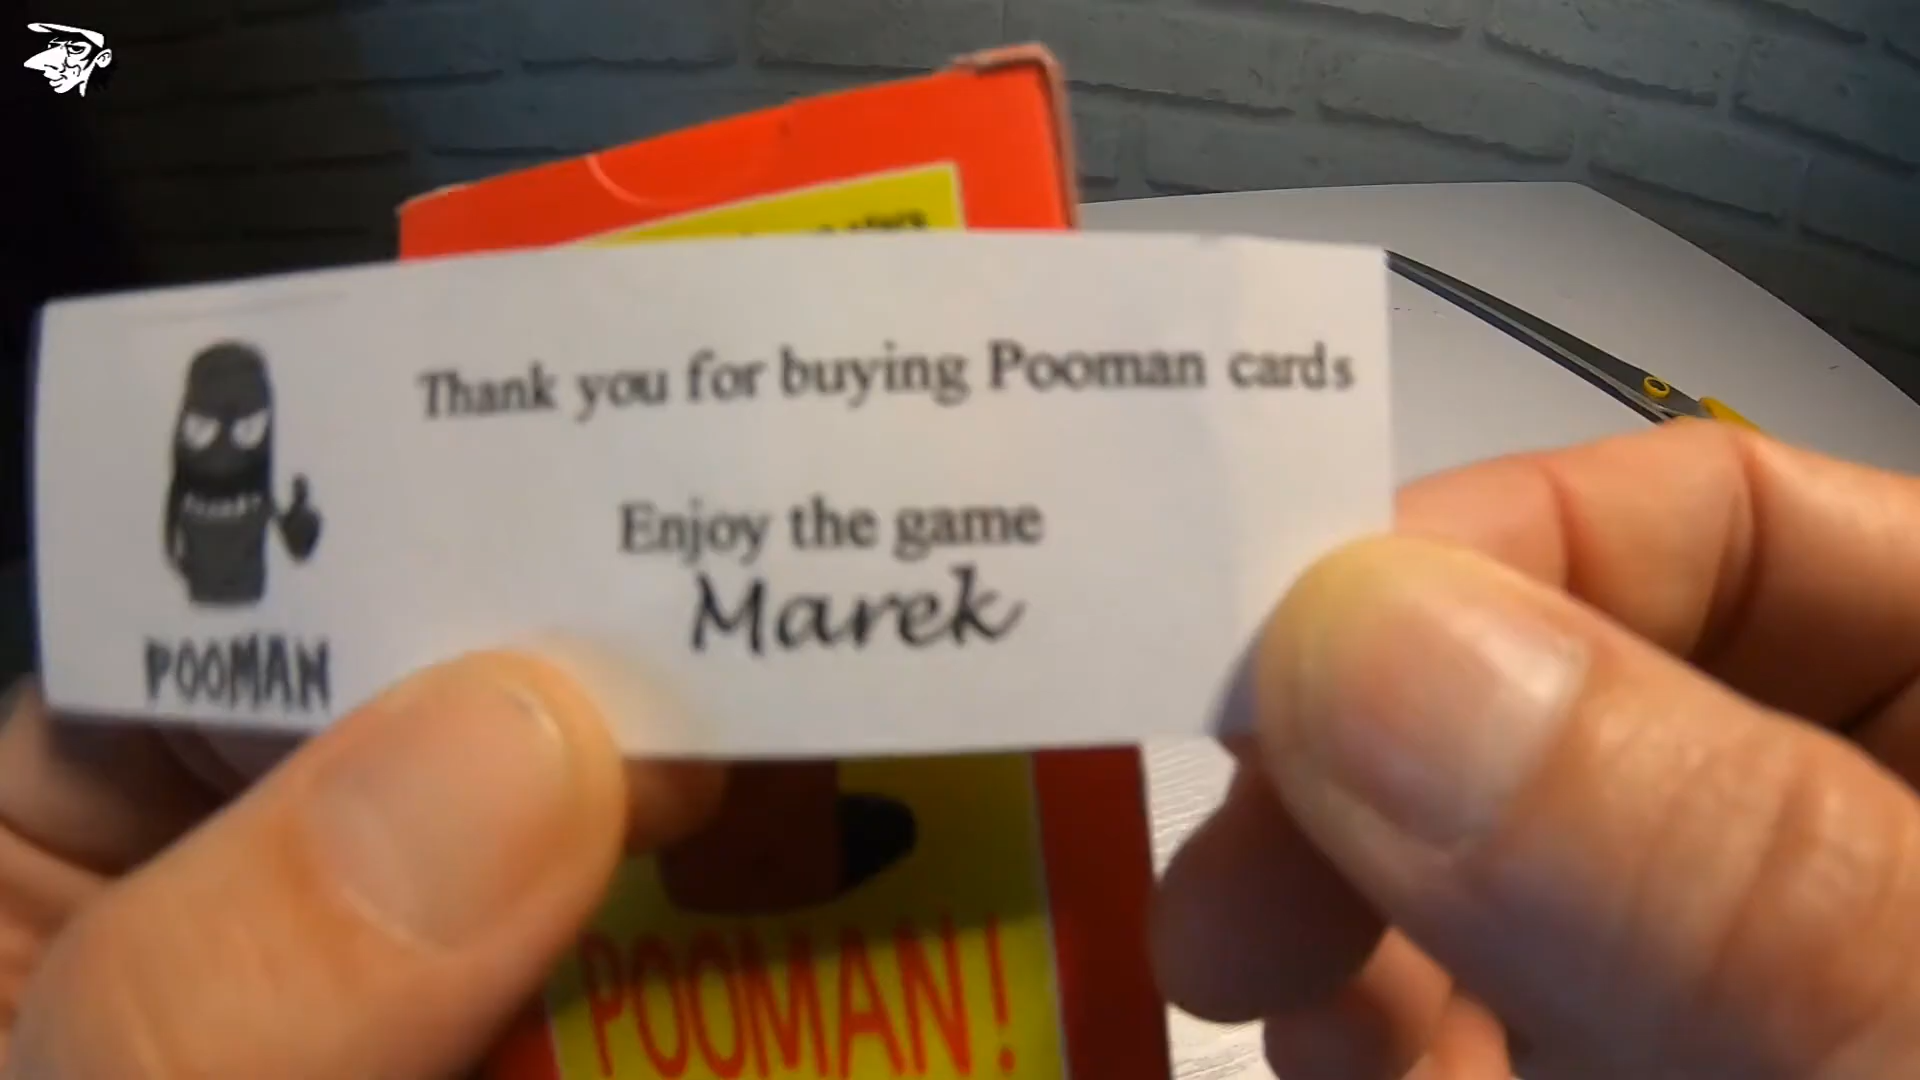 Thank you for buying Pooman cards
Enjoy the game
Marek
POOMAN
POOMAN!